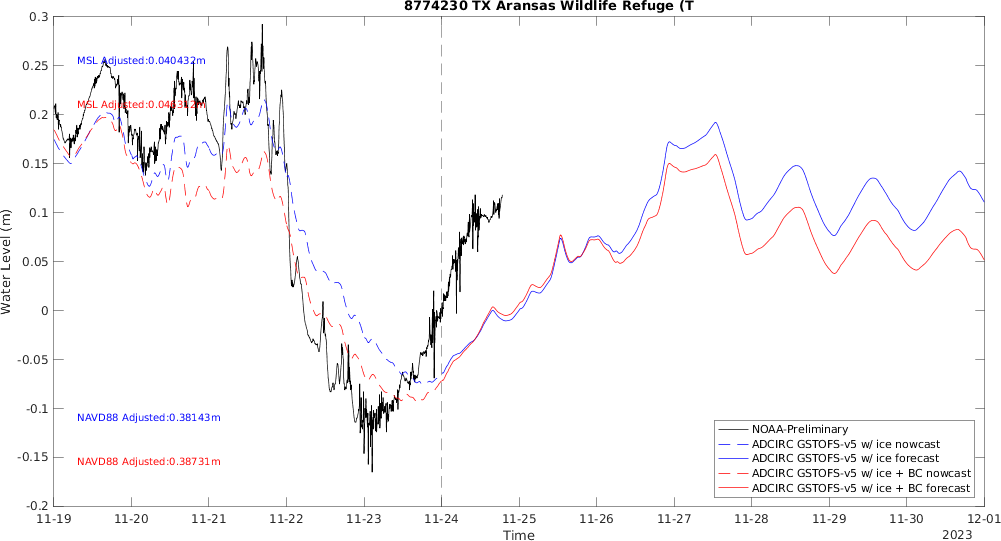 8774230 TX Aransas Wildlife Refuge (T
Water Level (m)
0.3
0.25
0.2
0.15
0.1
0.05
0
-0.05
-0.1
-0.15
-0.2
MSL Adjusted:0.040432m
MSL Adjusted:
NAVD88 Adjusted:0.38143m
NAVD88 Adjusted:0.38731m
NOAA-Preliminary
ADCIRC GSTOFS-v5 w/ ice nowcast
ADCIRC GSTOFS-v5 w/ ice forecast
ADCIRC GSTOFS-v5 w/ ice + BC nowcast
ADCIRC GSTOFS-v5 w/ ice + BC forecast
11-19 11-20 11-21 11-22 11-23 11-24 11-25 11-26 11-27 11-28 11-29 11-30 12-01
Time
2023